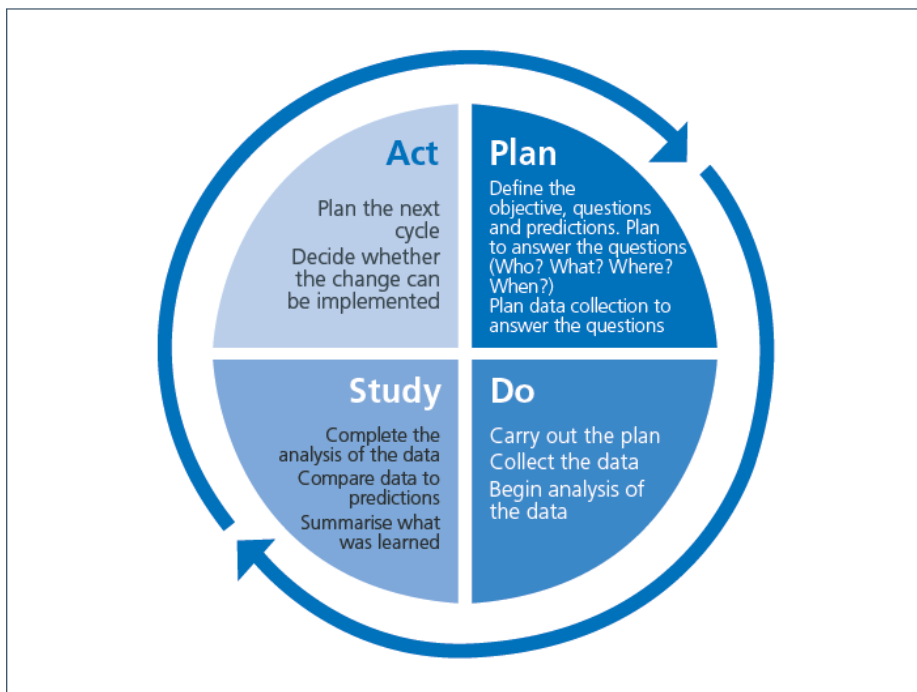 Act
Plan the next
cycle
Decide whether
the change can
be implemented
Plan
Define the
objective, questions
and predictions. Plan
to answer the questions
(Who? What? Where?
When?)
Plan data collection to
answer the questions
Study
Complete the
analysis of the data
Compare data to
predictions
Summarise what
was learned
Do
Carry out the plan
Collect the data
Begin analysis of
the data